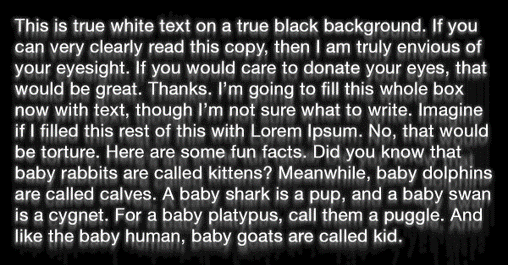 This is true white text on a true black background. If you
can very clearly read this copy, then I am truly envious of
your eyesight. If you would care to donate your eyes, that
would be great. Thanks. I’m going to fill this whole box
now with text, though I’m not sure what to write. Imagine
if I filled this rest of this with Lorem Ipsum. No, that would
be torture. Here are some fun facts. Did you know that
baby rabbits are called kittens? Meanwhile, baby dolphins
are called calves. A baby shark is a pup, and a baby swan
is a cygnet. For a baby platypus, call them a puggle. And
like the baby human, baby goats are called kid.